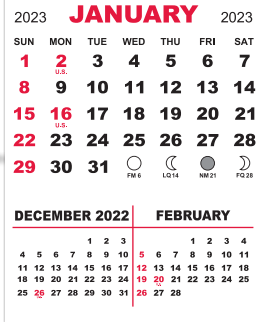 2023 JANUARY 2023
SUN MON TUE WED THU FRI SAT
1 2 3 4 5 6 7
U.S.
8 9 10 11 12 13 14
15 16 17 18 19 20 21
U.S.
22 23 24 25 26 27 28
29 30 31
FM 6 LQ 14 NM 21 FQ 28
DECEMBER 2022 FEBRUARY
1 2 3 1 2 3 4
4 5 6 7 8 9 10 5 6 7 8 9 10 11
11 12 13 14 15 16 17 12 13 14 15 16 17 18
18 19 20 21 22 23 24 19 20 21 22 23 24 25
25 26 27 28 29 30 31 26 27 28